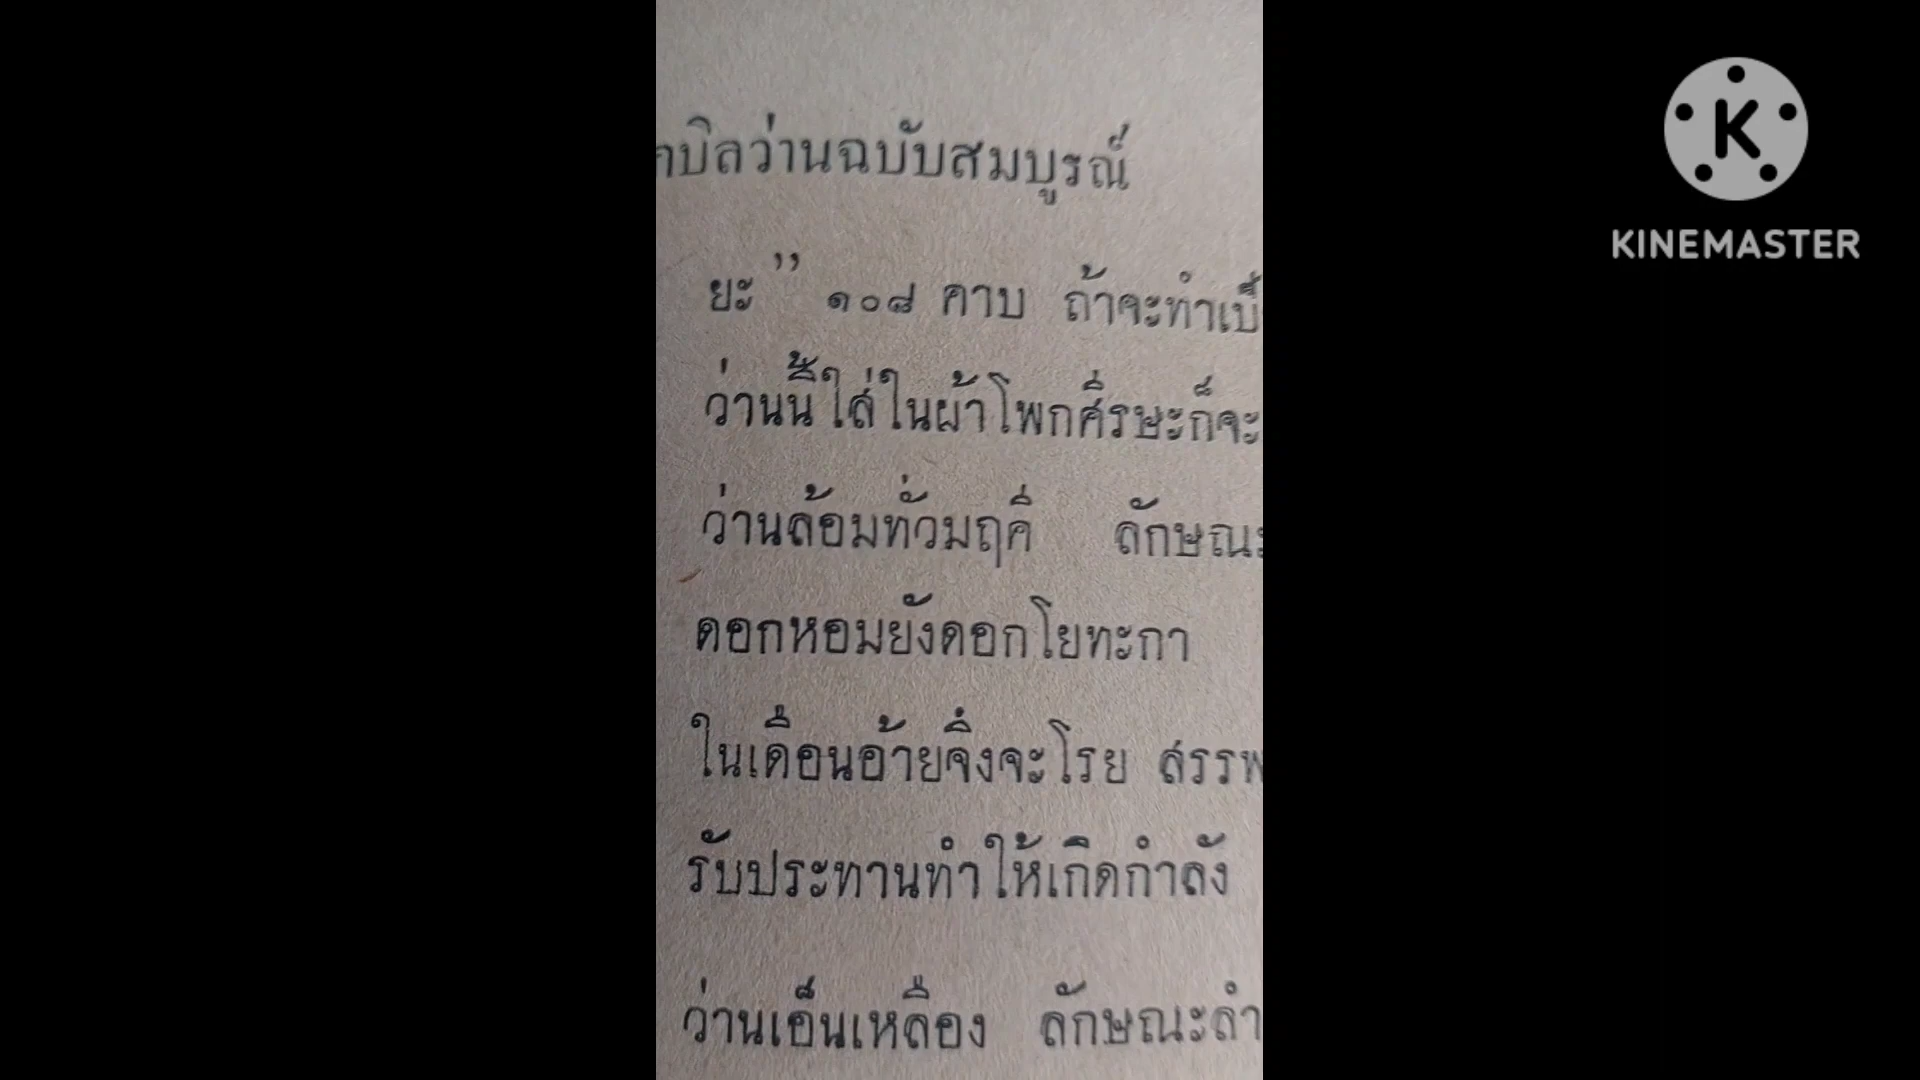 บิลว่านฉบับสมบูรณ์
ยะ” ๑๐๘ คาบ ถ้าจะทำ
ว่านนี้ใส่ในผ้าโพกศีรษะก็จะ
ว่านล้อมทั่วมฤคี ลักษณะ
ดอกหอมยังดอกโยทะกา
ในเดือนอ้ายจึงจะโรย สรรพ
รับประทานทำให้เกิดกำลัง
ว่านเอ็นเหลือง ลักษณะลำ
KINEMASTER